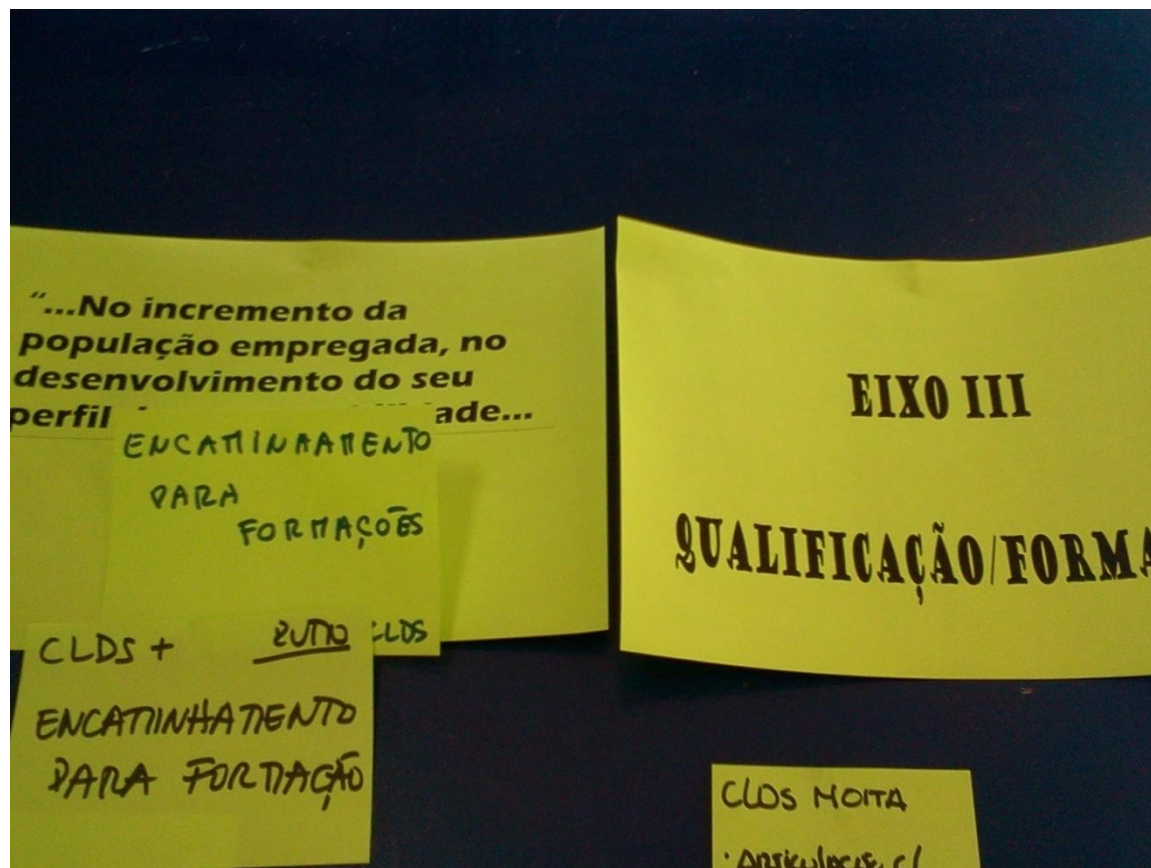 “...No incremento da
população empregada, no
desenvolvimento do seu
perfil ade...
ENCAMINHAMENTO
PARA
FORMAÇÕES
CLDS
CLDS + RUMO
ENCAMINHAMENTO
PARA FORMAÇÃO
EIXO III
QUALIFICAÇÃO/FORMA
CLDS MOITA